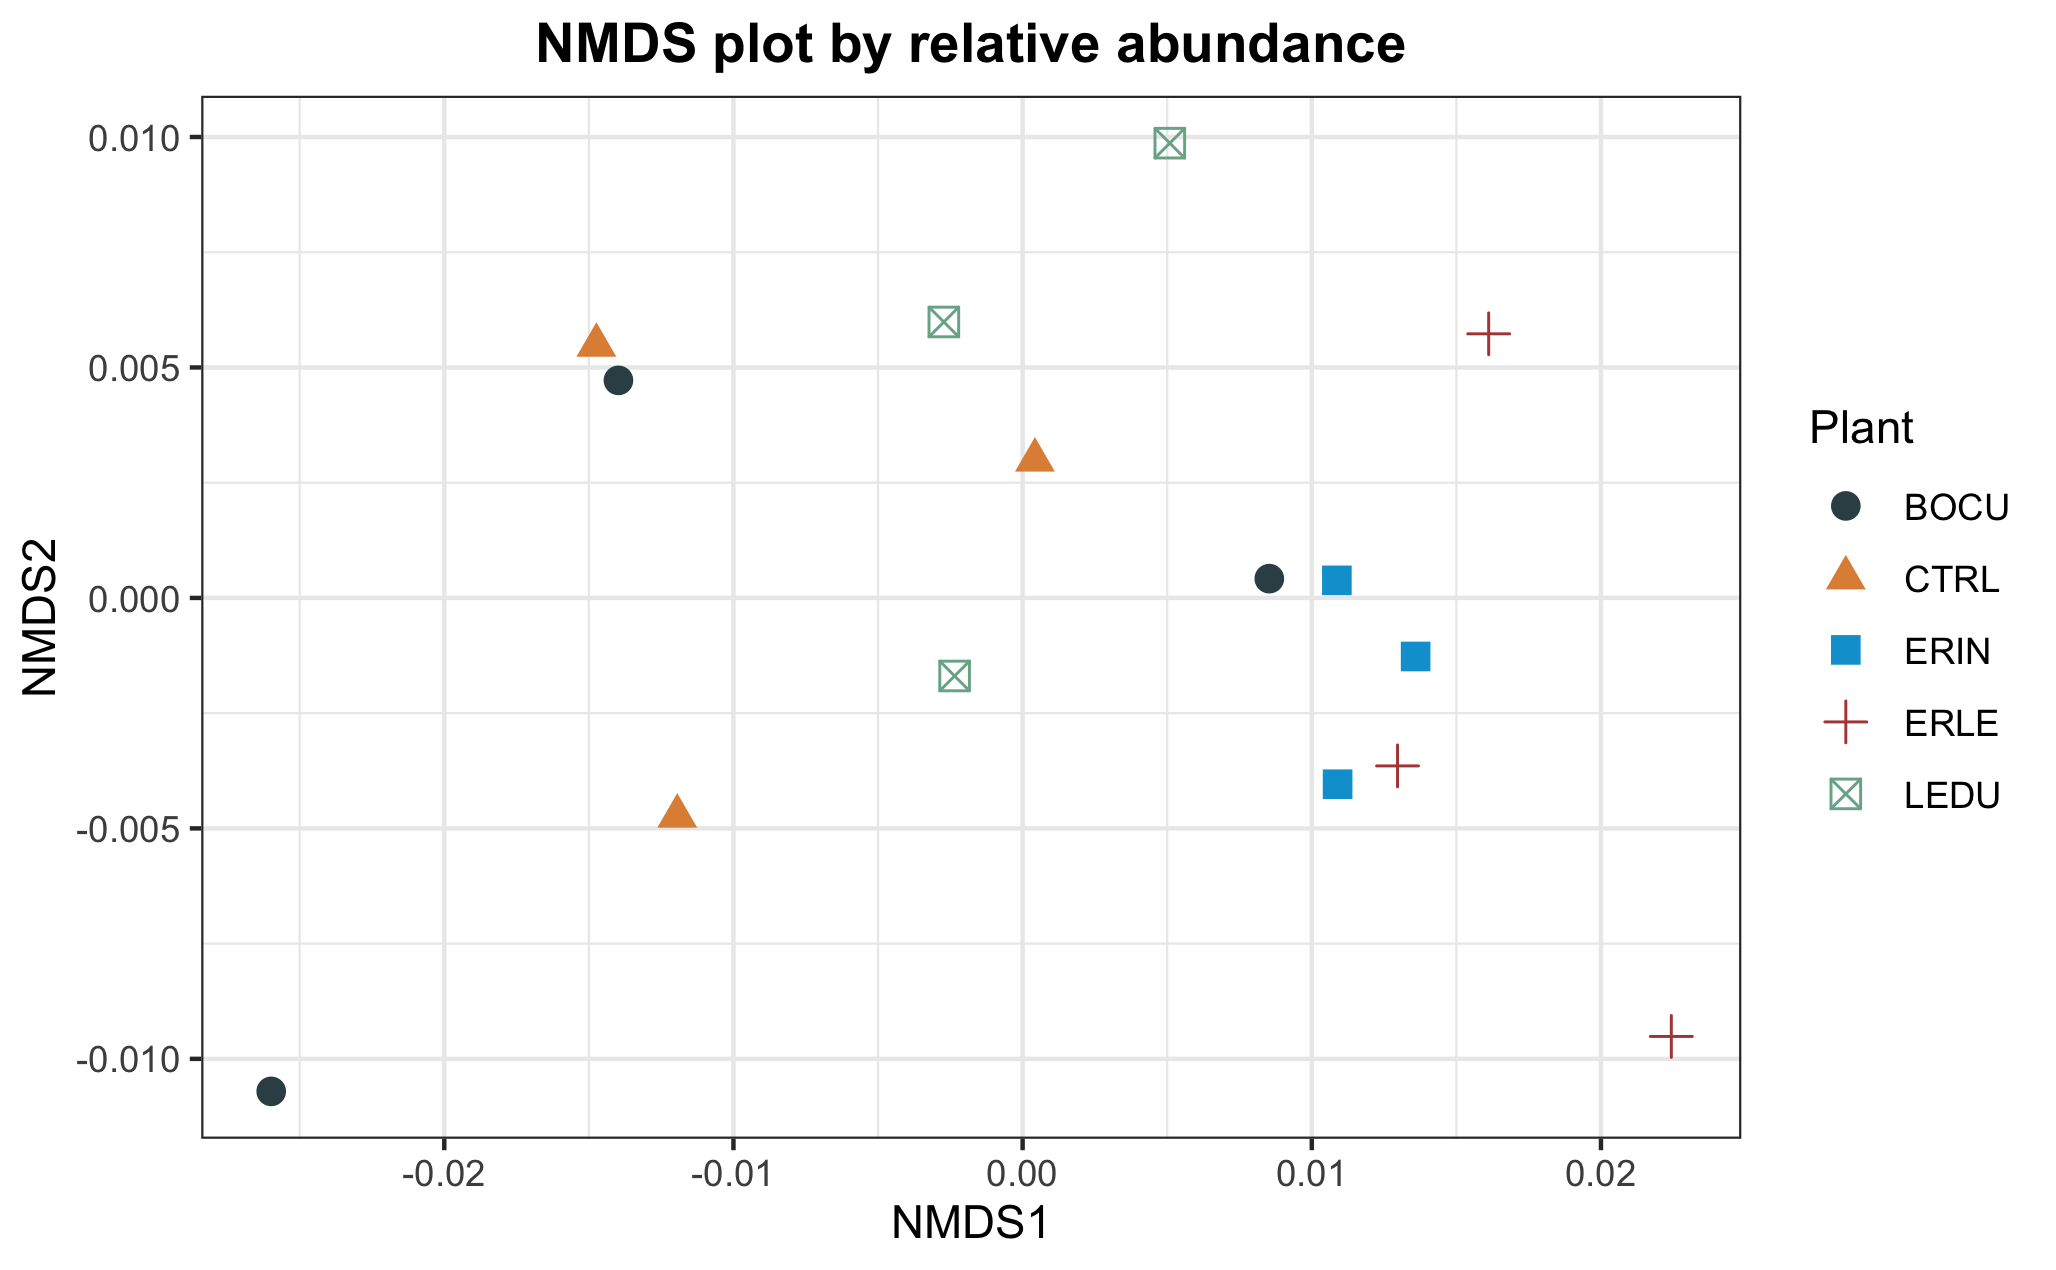 NMDS plot by relative abundance
0.010
0.005
0.000
-0.005
-0.010
NMDS2
-0.02 -0.01 0.00 0.01 0.02
NMDS1
Plant
BOCU
CTRL
ERIN
ERLE
LEDU